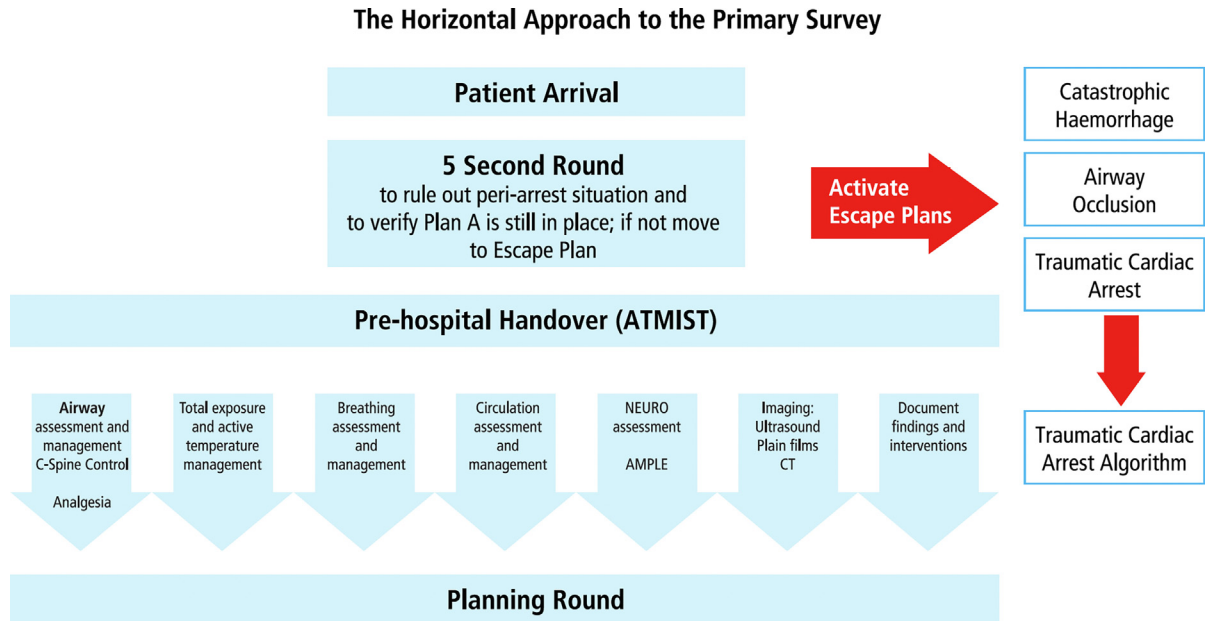 The Horizontal Approach to the Primary Survey
Patient Arrival
5 Second Round
to rule out peri-arrest situation and
to verify Plan A is still in place; if not move
to Escape Plan
Activate
Escape Plans
Catastrophic
Haemorrhage
Airway
Occlusion
Traumatic Cardiac
Arrest
Traumatic Cardiac
Arrest Algorithm
Pre-hospital Handover (ATMIST)
Airway
assessment and
management
C-Spine Control
Analgesia
Total exposure
and active
temperature
management
Breathing
assessment
and
management
Circulation
assessment
and
management
NEURO
assessment
AMPLE
Imaging:
Ultrasound
Plain films
CT
Document
findings and
interventions
Planning Round